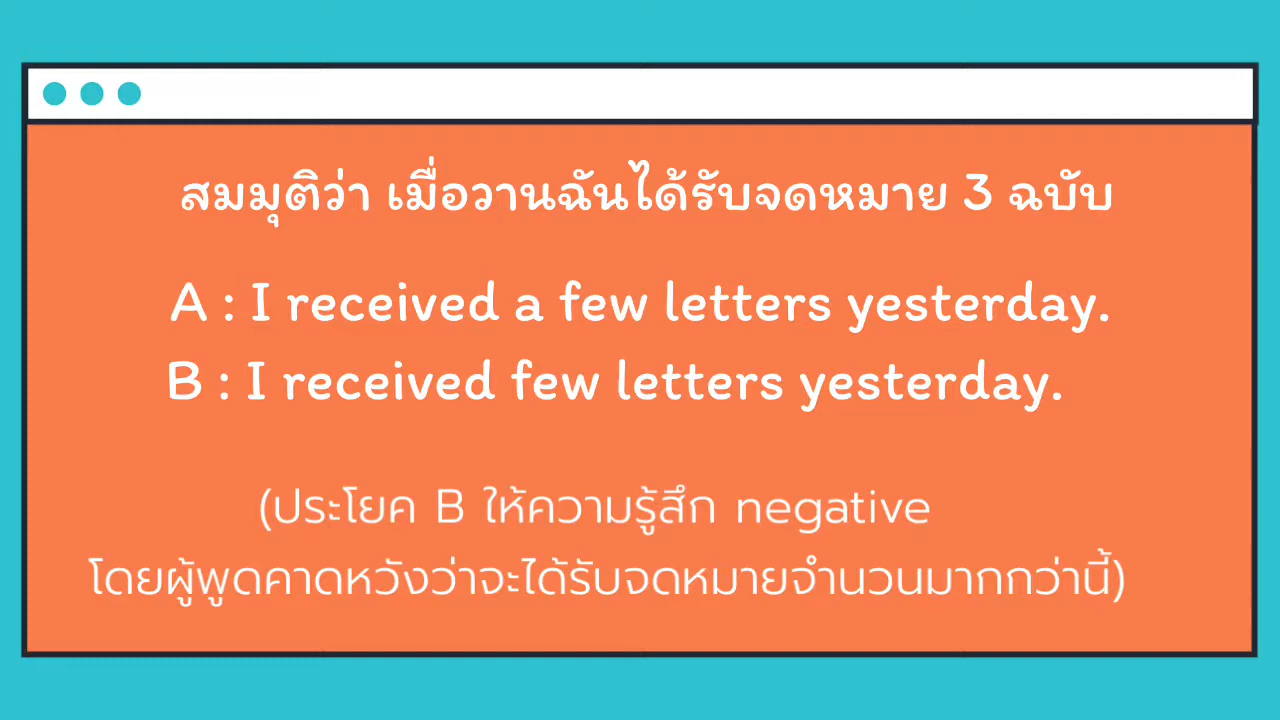 สมมุติว่า เมื่อวานฉันได้รับจดหมาย 3 ฉบับ
A : I received a few letters yesterday.
B : I received few letters yesterday.
(ประโยค B ให้ความรู้สึก negative
โดยผู้พูดคาดหวังว่าจะได้รับจดหมายจำนวนมากกว่านี้)